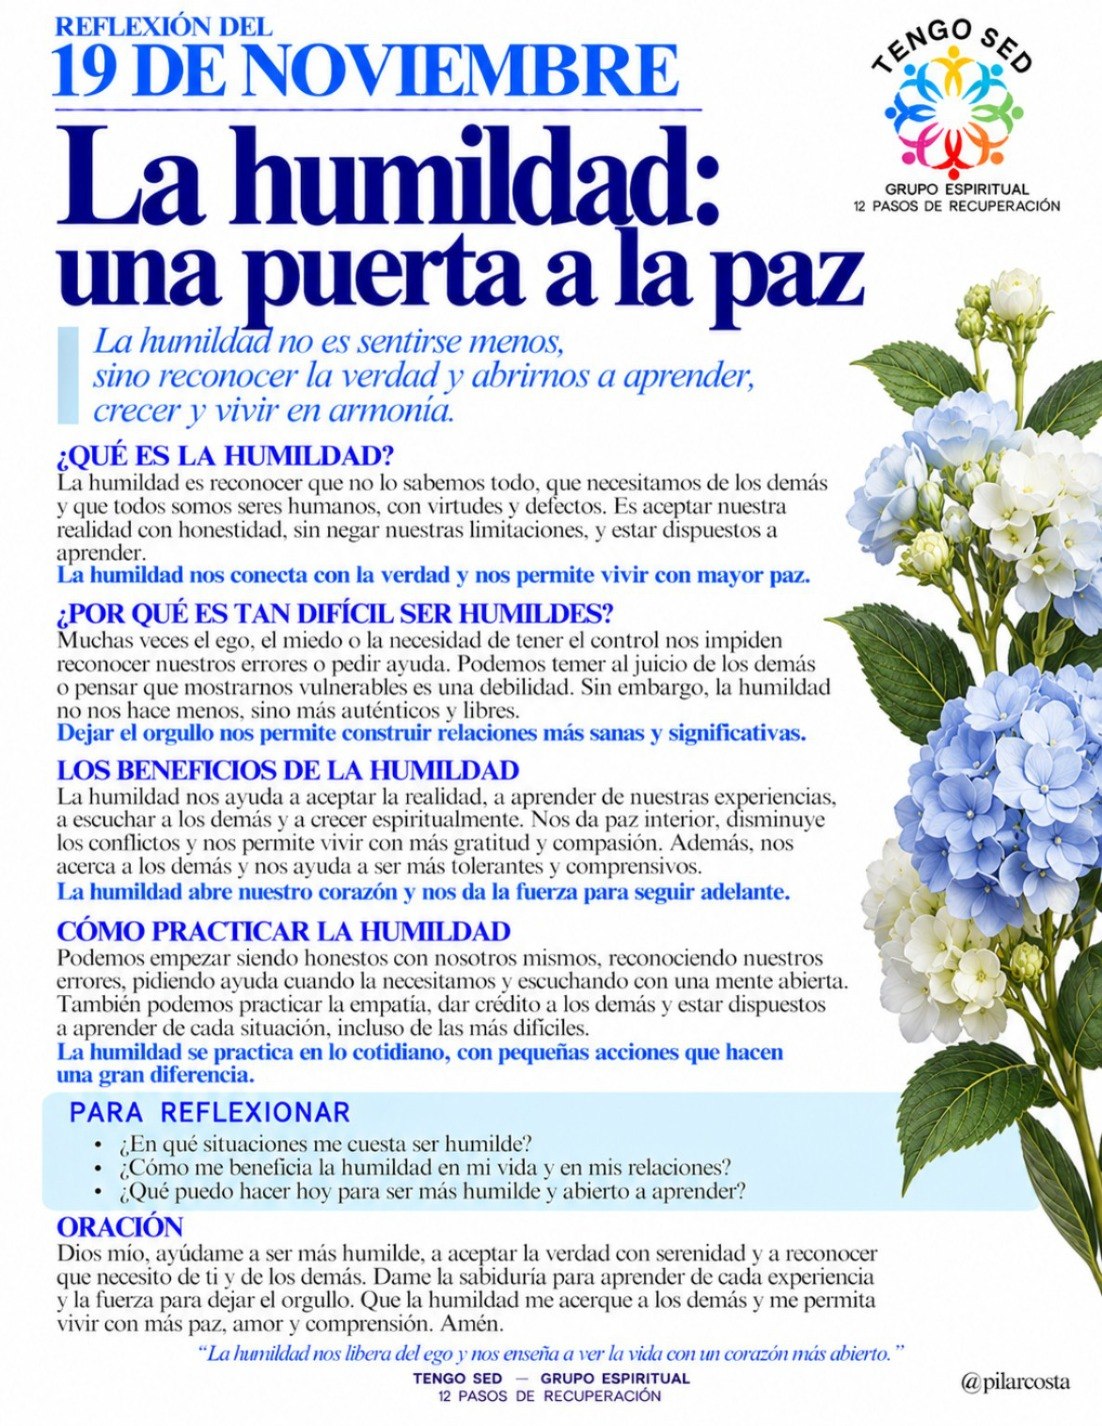 REFLEXIÓN DEL
19 DE NOVIEMBRE
TENGO SED
GRUPO ESPIRITUAL
12 PASOS DE RECUPERACIÓN
La humildad:
una puerta a la paz
La humildad no es sentirse menos,
sino reconocer la verdad y abrirnos a aprender,
crecer y vivir en armonía.
¿QUÉ ES LA HUMILDAD?
La humildad es reconocer que no lo sabemos todo, que necesitamos de los demás
y que todos somos seres humanos, con virtudes y defectos. Es aceptar nuestra
realidad con honestidad, sin negar nuestras limitaciones, y estar dispuestos a
aprender.
La humildad nos conecta con la verdad y nos permite vivir con mayor paz.
¿POR QUÉ ES TAN DIFÍCIL SER HUMILDES?
Muchas veces el ego, el miedo o la necesidad de tener el control nos impiden
reconocer nuestros errores o pedir ayuda. Podemos temer al juicio de los demás
o pensar que mostrarnos vulnerables es una debilidad. Sin embargo, la humildad
no nos hace menos, sino más auténticos y libres.
Dejar el orgullo nos permite construir relaciones más sanas y significativas.
LOS BENEFICIOS DE LA HUMILDAD
La humildad nos ayuda a aceptar la realidad, a aprender de nuestras experiencias,
a escuchar a los demás y a crecer espiritualmente. Nos da paz interior, disminuye
los conflictos y nos permite vivir con más gratitud y compasión. Además, nos
acerca a los demás y nos ayuda a ser más tolerantes y comprensivos.
La humildad abre nuestro corazón y nos da la fuerza para seguir adelante.
CÓMO PRACTICAR LA HUMILDAD
Podemos empezar siendo honestos con nosotros mismos, reconociendo nuestros
errores, pidiendo ayuda cuando la necesitamos y escuchando con una mente abierta.
También podemos practicar la empatía, dar crédito a los demás y estar dispuestos
a aprender de cada situación, incluso de las más difíciles.
La humildad se practica en lo cotidiano, con pequeñas acciones que hacen
una gran diferencia.
PARA REFLEXIONAR
• ¿En qué situaciones me cuesta ser humilde?
• ¿Cómo me beneficia la humildad en mi vida y en mis relaciones?
• ¿Qué puedo hacer hoy para ser más humilde y abierto a aprender?
ORACIÓN
Dios mío, ayúdame a ser más humilde, a aceptar la verdad con serenidad y a reconocer
que necesito de ti y de los demás. Dame la sabiduría para aprender de cada experiencia
y la fuerza para dejar el orgullo. Que la humildad me acerque a los demás y me permita
vivir con más paz, amor y comprensión. Amén.
“La humildad nos libera del ego y nos enseña a ver la vida con un corazón más abierto.”
TENGO SED — GRUPO ESPIRITUAL
12 PASOS DE RECUPERACIÓN
@pilarcosta